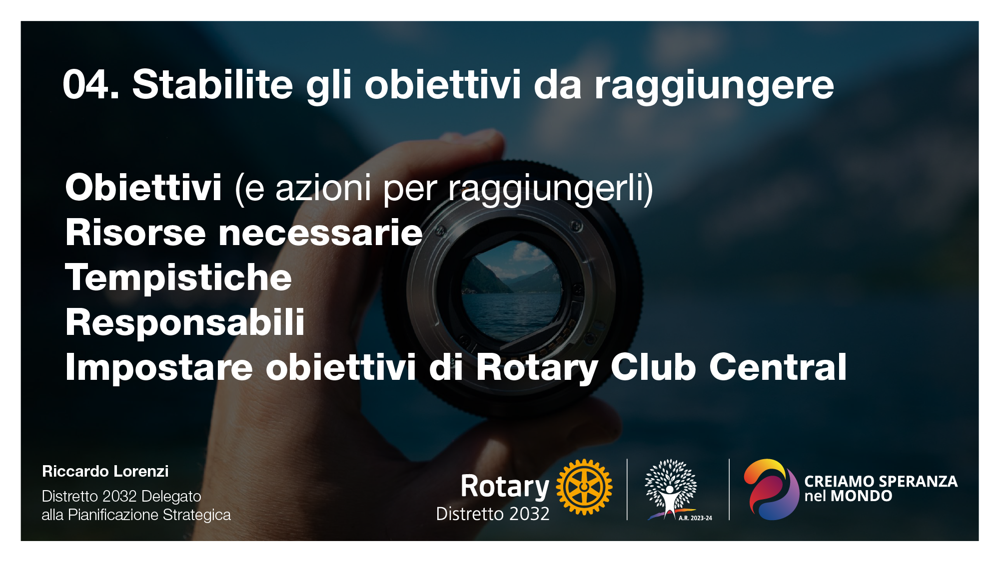 04. Stabilite gli obiettivi da raggiungere
Obiettivi (e azioni per raggiungerli)
Risorse necessarie
Tempistiche
Responsabili
Impostare obiettivi di Rotary Club Central
Riccardo Lorenzi
Distretto 2032 Delegato
alla Pianificazione Strategica
Rotary
Distretto 2032
A.R. 2023-24
CREIAMO SPERANZA
nel MONDO